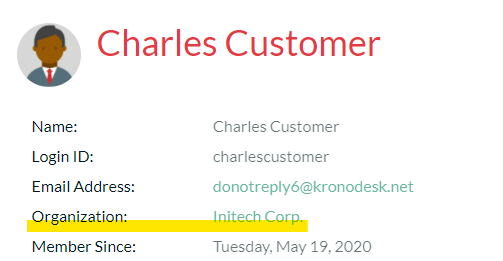 Charles Customer
Name: Charles Customer
Login ID: charlescustomer
Email Address: donotreply6@kronodesk.net
Organization: Initech Corp.
Member Since: Tuesday, May 19, 2020